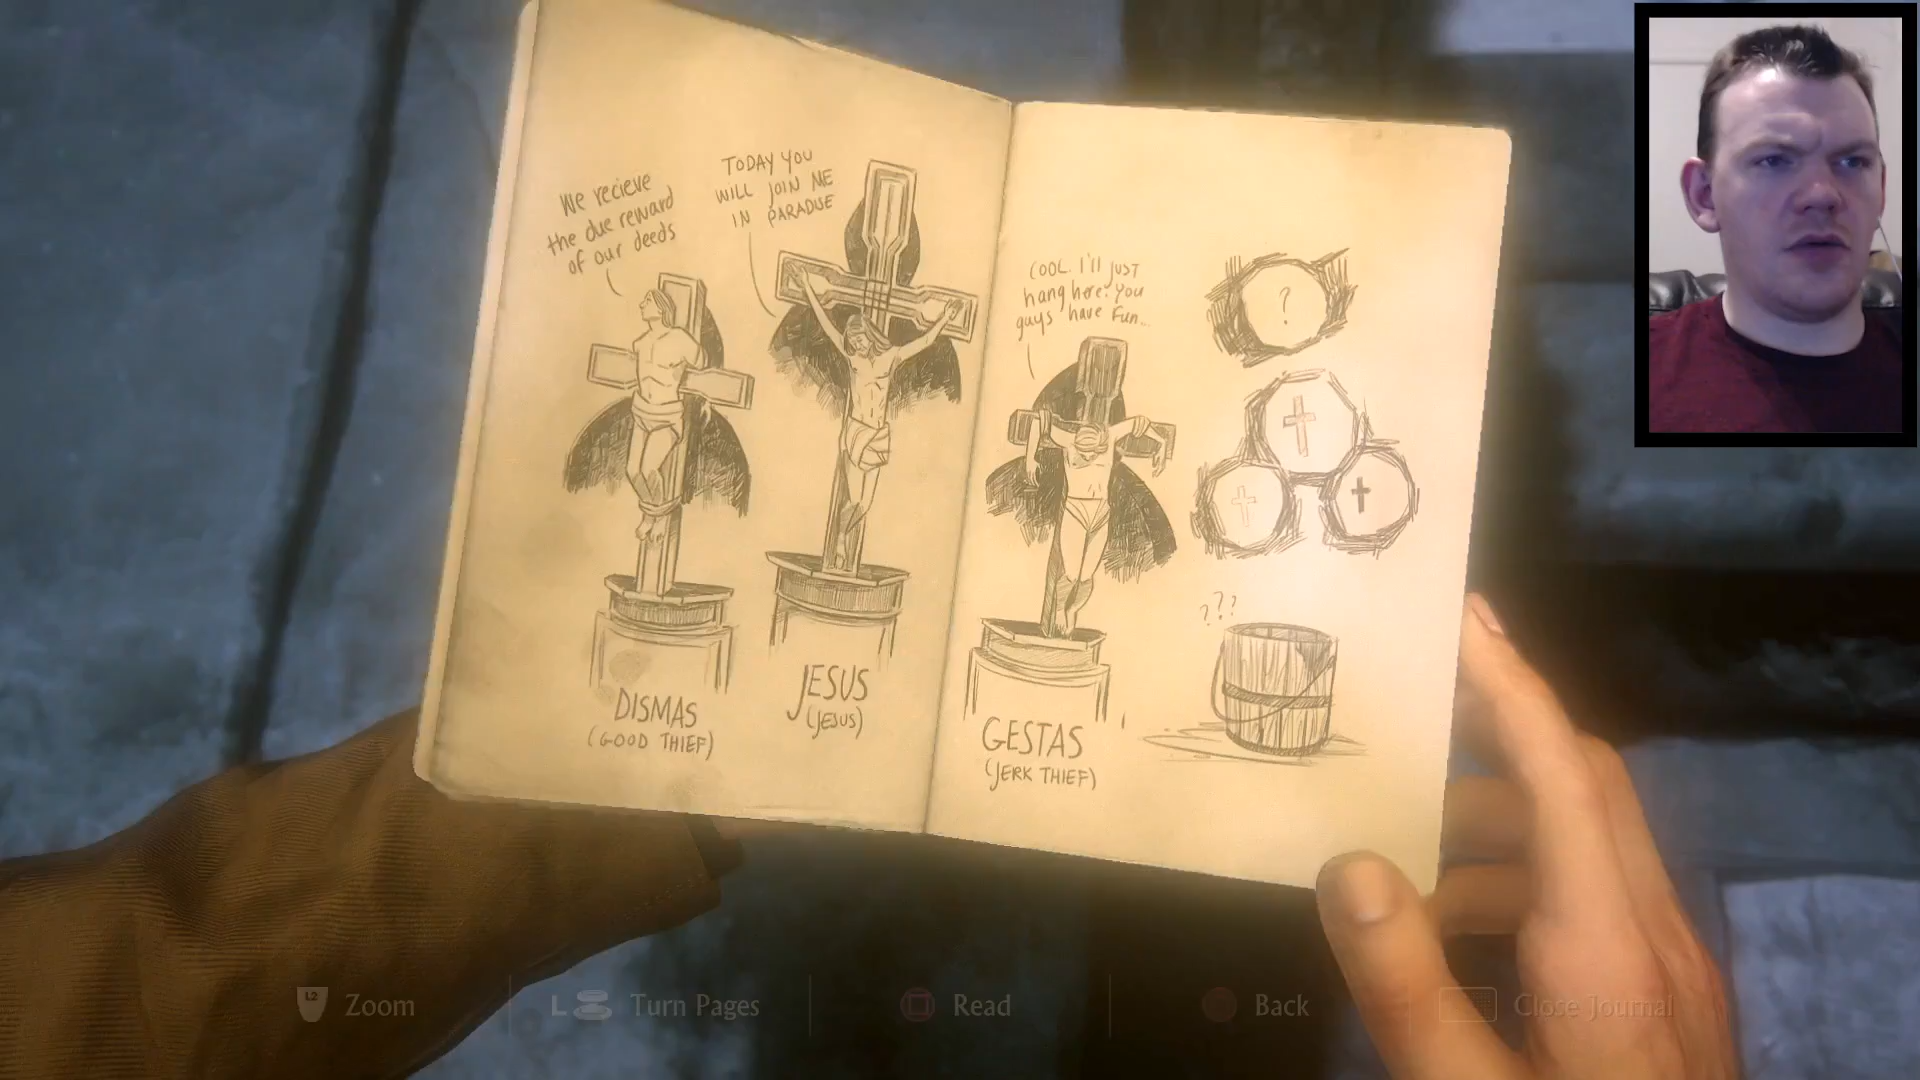 We recieve
the due reward
of our deeds
TODAY YOU
WILL JOIN ME
IN PARADISE
DISMAS
(GOOD THIEF)
JESUS
(JESUS)
COOL. I'll JUST
hang here. You
guys have fun...
GESTAS
(JERK THIEF)
?
???
L2 Zoom
L Turn Pages
Read
Back
Close Journal